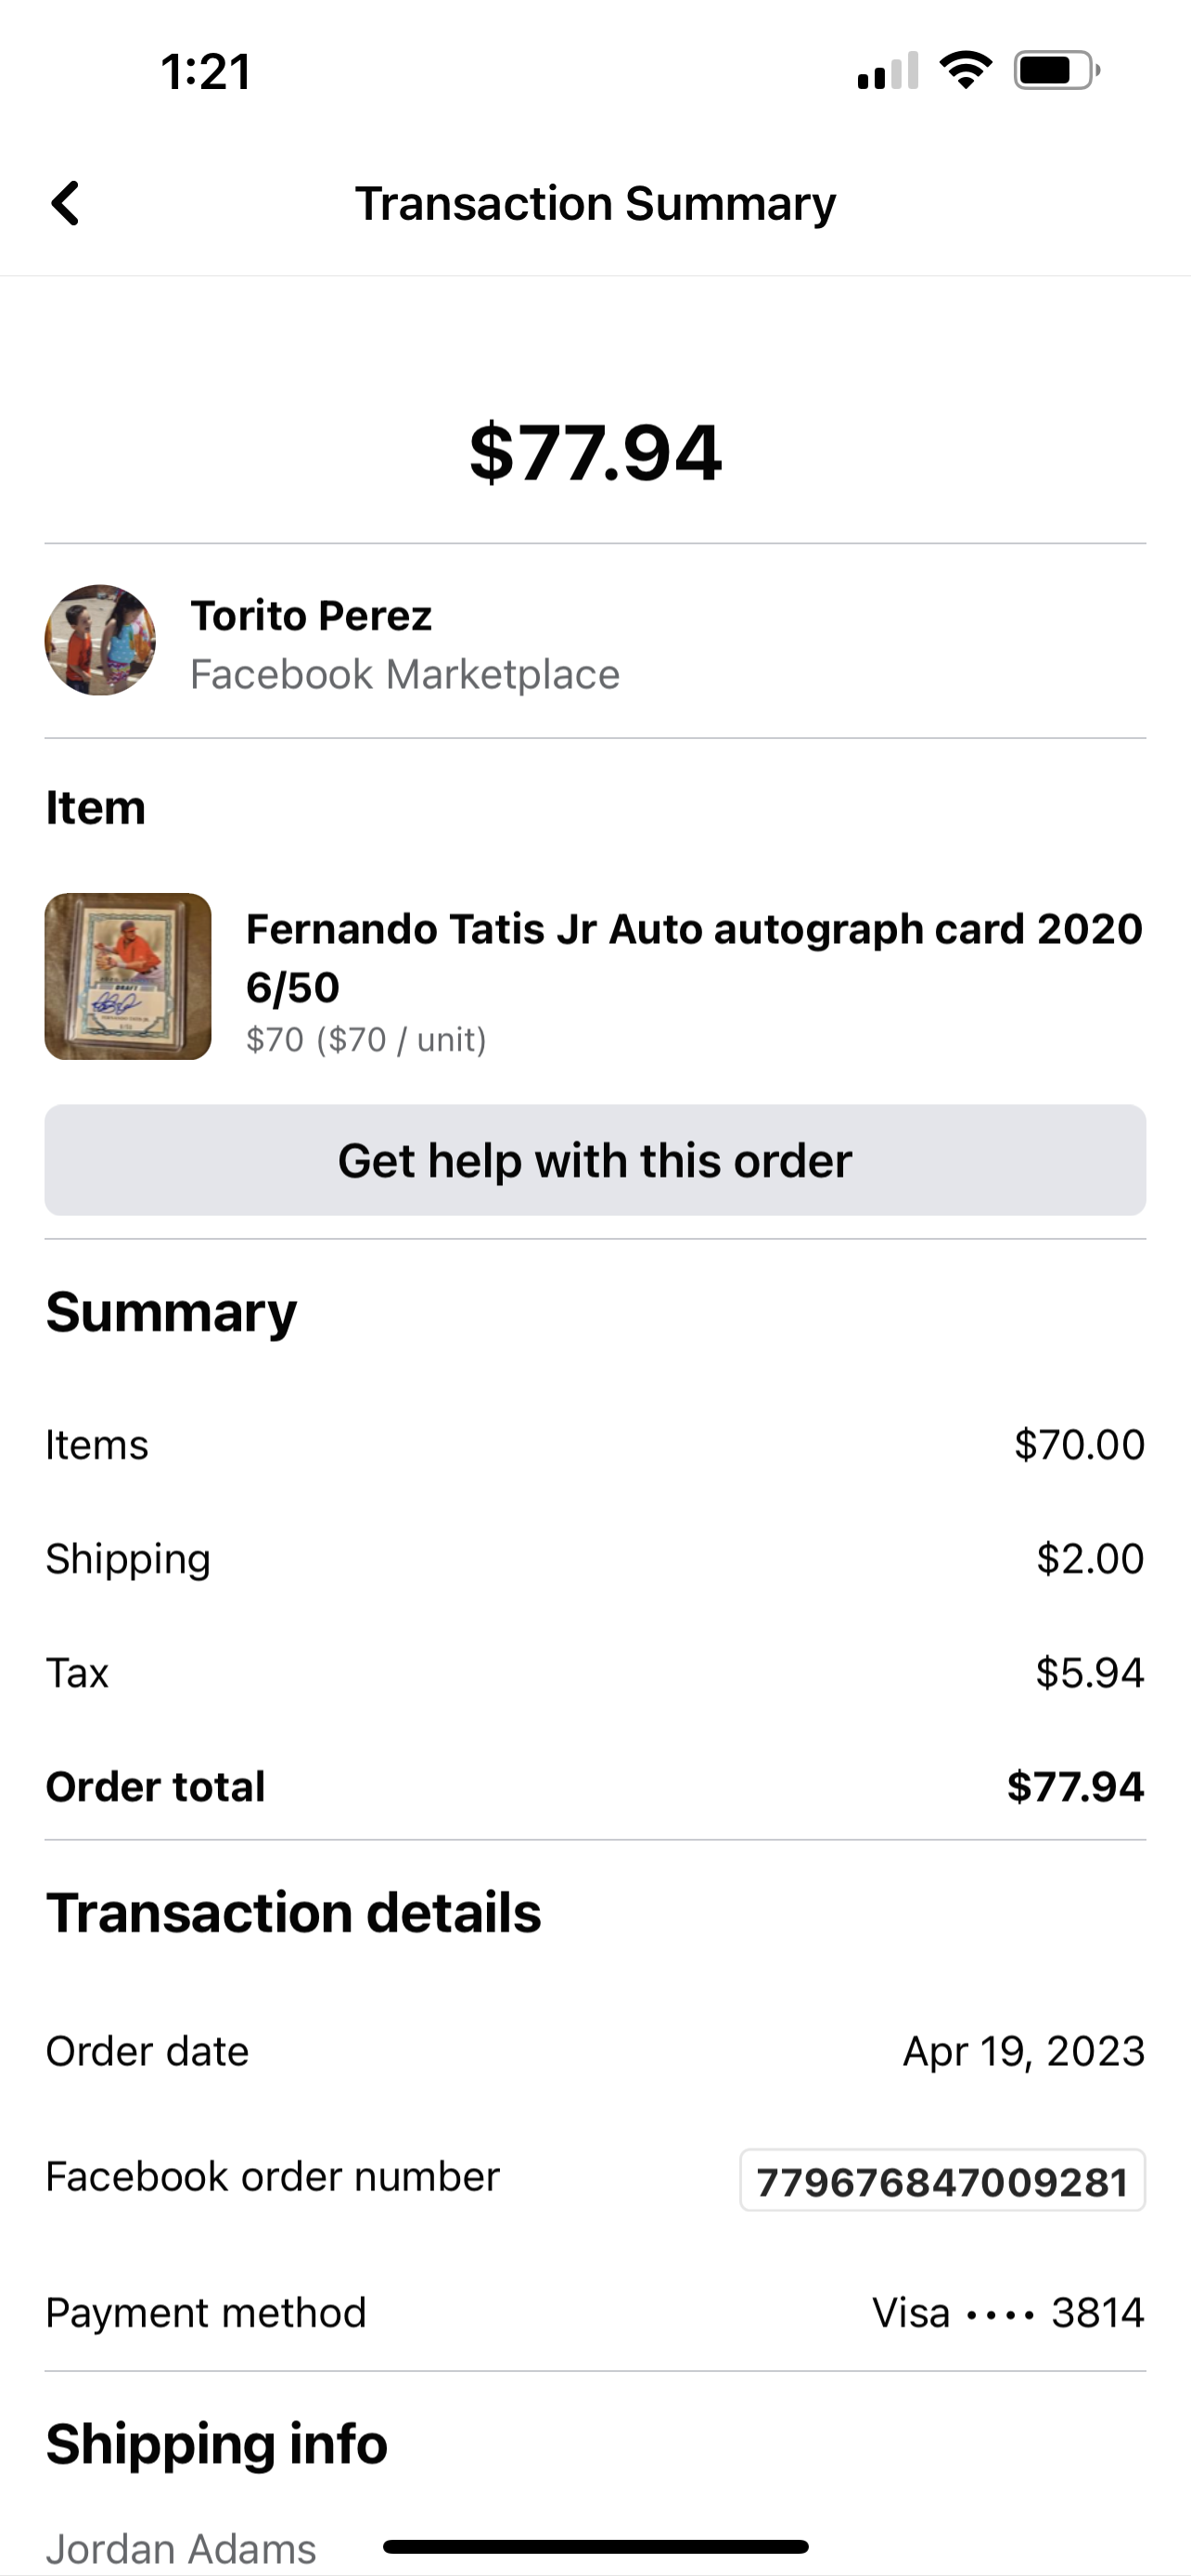 1:21
Transaction Summary
$77.94
Torito Perez
Facebook Marketplace
Item
Fernando Tatis Jr Auto autograph card 2020
6/50
$70 ($70 / unit)
DRAFT
Get help with this order
Summary
Items $70.00
Shipping $2.00
Tax $5.94
Order total $77.94
Transaction details
Order date Apr 19, 2023
Facebook order number 779676847009281
Payment method Visa •••• 3814
Shipping info
Jordan Adams